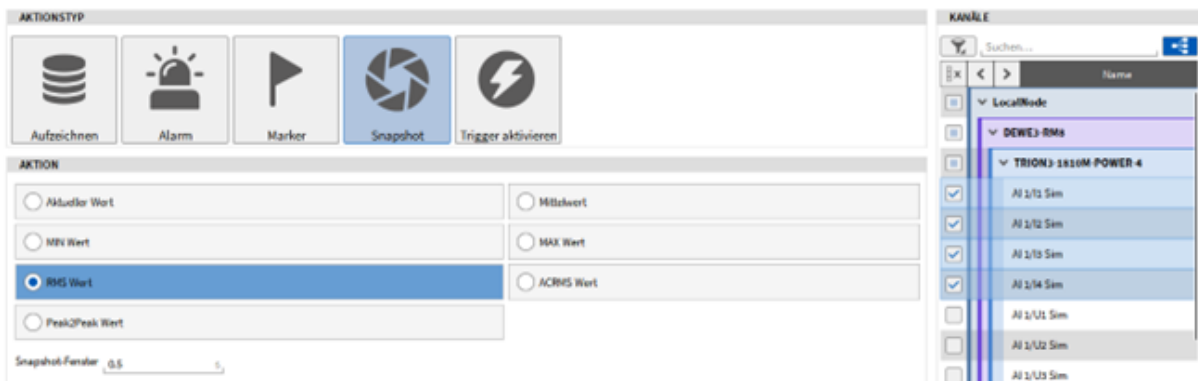 AKTIONSTYP
Aufzeichnen
Alarm
Marker
Snapshot
Trigger aktivieren
AKTION
Aktueller Wert
Mittelwert
MIN Wert
MAX Wert
RMS Wert
ACRMS Wert
Peak2Peak Wert
Snapshot-Fenster 0.5 s
KANÄLE
Suchen...
Name
LocalNode
DEWE3-RM8
TRION3-1810M-POWER-4
AI 1/I1 Sim
AI 1/I2 Sim
AI 1/I3 Sim
AI 1/I4 Sim
AI 1/U1 Sim
AI 1/U2 Sim
AI 1/U3 Sim